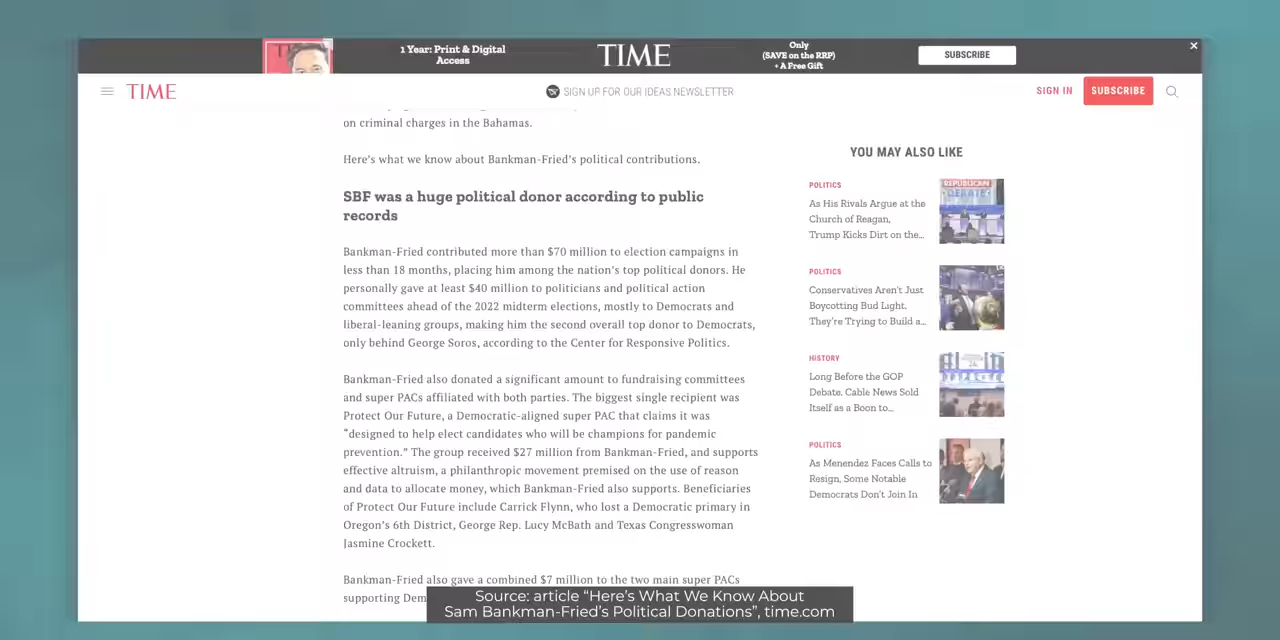 1 Year: Print & Digital
Access
TIME
Only
(SAVE on the RRP)
+ A Free Gift
SUBSCRIBE
TIME
SIGN UP FOR OUR IDEAS NEWSLETTER
SIGN IN
SUBSCRIBE
on criminal charges in the Bahamas.
Here's what we know about Bankman-Fried's political contributions.
SBF was a huge political donor according to public
records
Bankman-Fried contributed more than $70 million to election campaigns in
less than 18 months, placing him among the nation's top political donors. He
personally gave at least $40 million to politicians and political action
committees ahead of the 2022 midterm elections, mostly to Democrats and
liberal-leaning groups, making him the second overall top donor to Democrats,
only behind George Soros, according to the Center for Responsive Politics.
Bankman-Fried also donated a significant amount to fundraising committees
and super PACs affiliated with both parties. The biggest single recipient was
Protect Our Future, a Democratic-aligned super PAC that claims it was
“designed to help elect candidates who will be champions for pandemic
prevention.” The group received $27 million from Bankman-Fried, and supports
effective altruism, a philanthropic movement premised on the use of reason
and data to allocate money, which Bankman-Fried also supports. Beneficiaries
of Protect Our Future include Carrick Flynn, who lost a Democratic primary in
Oregon's 6th District, George Rep. Lucy McBath and Texas Congresswoman
Jasmine Crockett.
Bankman-Fried also gave a combined $7 million to the two main super PACs
supporting Dem
YOU MAY ALSO LIKE
POLITICS
As His Rivals Argue at the
Church of Reagan,
Trump Kicks Dirt on the...
REPUBLICAN
DEBATE
POLITICS
Conservatives Aren't Just
Boycotting Bud Light.
They're Trying to Build a...
HISTORY
Long Before the GOP
Debate, Cable News Sold
Itself as a Boon to...
POLITICS
As Menendez Faces Calls to
Resign, Some Notable
Democrats Don't Join In
Source: article “Here's What We Know About
Sam Bankman-Fried's Political Donations”, time.com